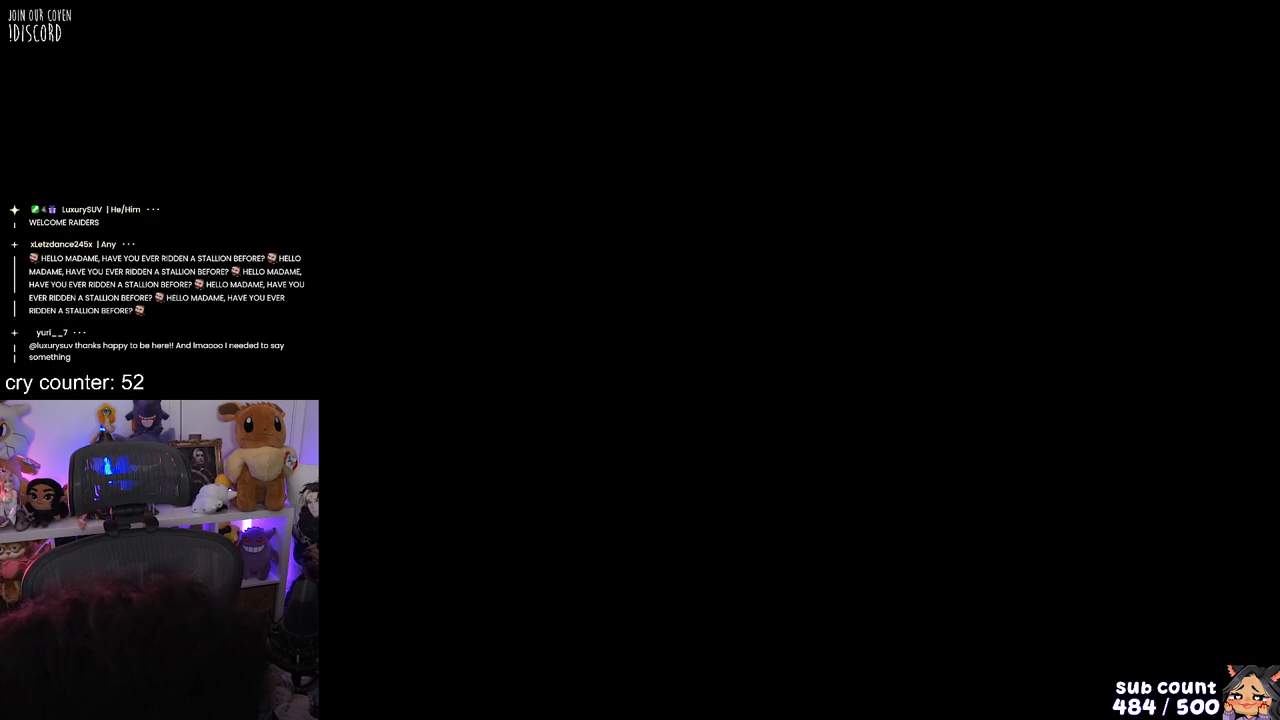 JOIN OUR COVEN
!DISCORD
LuxurySUV | He/Him
WELCOME RAIDERS
xLetzdance245x | Any
HELLO MADAME, HAVE YOU EVER RIDDEN A STALLION BEFORE? HELLO
MADAME, HAVE YOU EVER RIDDEN A STALLION BEFORE? HELLO MADAME,
HAVE YOU EVER RIDDEN A STALLION BEFORE? HELLO MADAME, HAVE YOU
EVER RIDDEN A STALLION BEFORE? HELLO MADAME, HAVE YOU EVER
RIDDEN A STALLION BEFORE?
yuri__7
@luxurysuv thanks happy to be here!! And lmaooo I needed to say
something
cry counter: 52
sub count
484 / 500